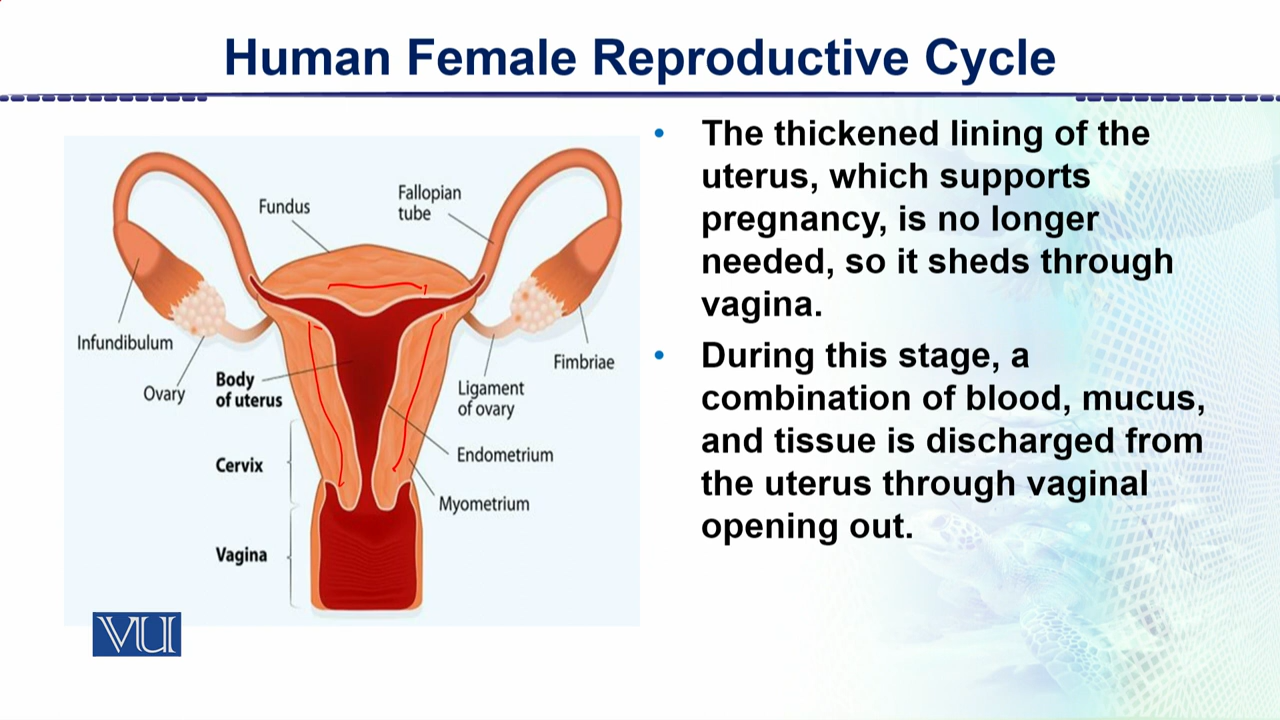 Human Female Reproductive Cycle
Fundus
Fallopian
tube
Infundibulum
Ovary
Body
of uterus
Ligament
of ovary
Fimbriae
Cervix
Endometrium
Myometrium
Vagina
VU
• The thickened lining of the
uterus, which supports
pregnancy, is no longer
needed, so it sheds through
vagina.
• During this stage, a
combination of blood, mucus,
and tissue is discharged from
the uterus through vaginal
opening out.